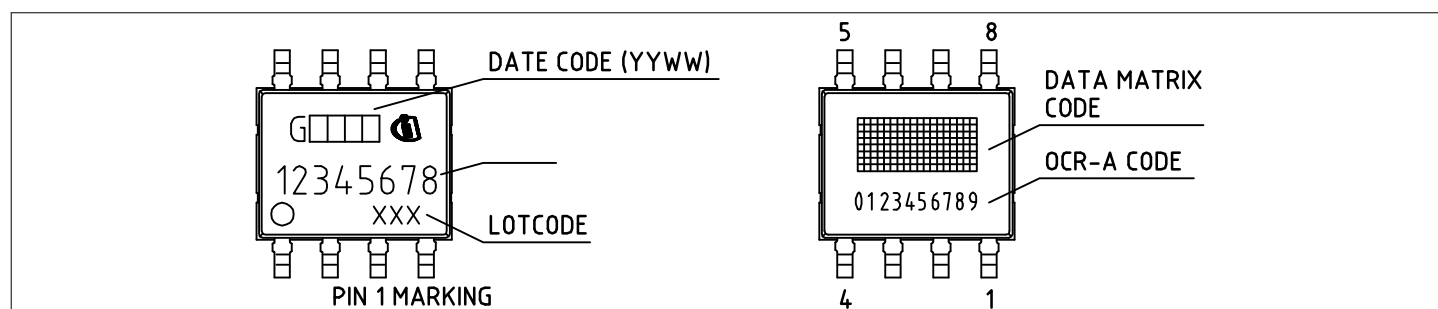 DATE CODE (YYWW)
G
12345678
XXX
LOTCODE
PIN 1 MARKING
5 8
DATA MATRIX
CODE
OCR-A CODE
0123456789
4 1